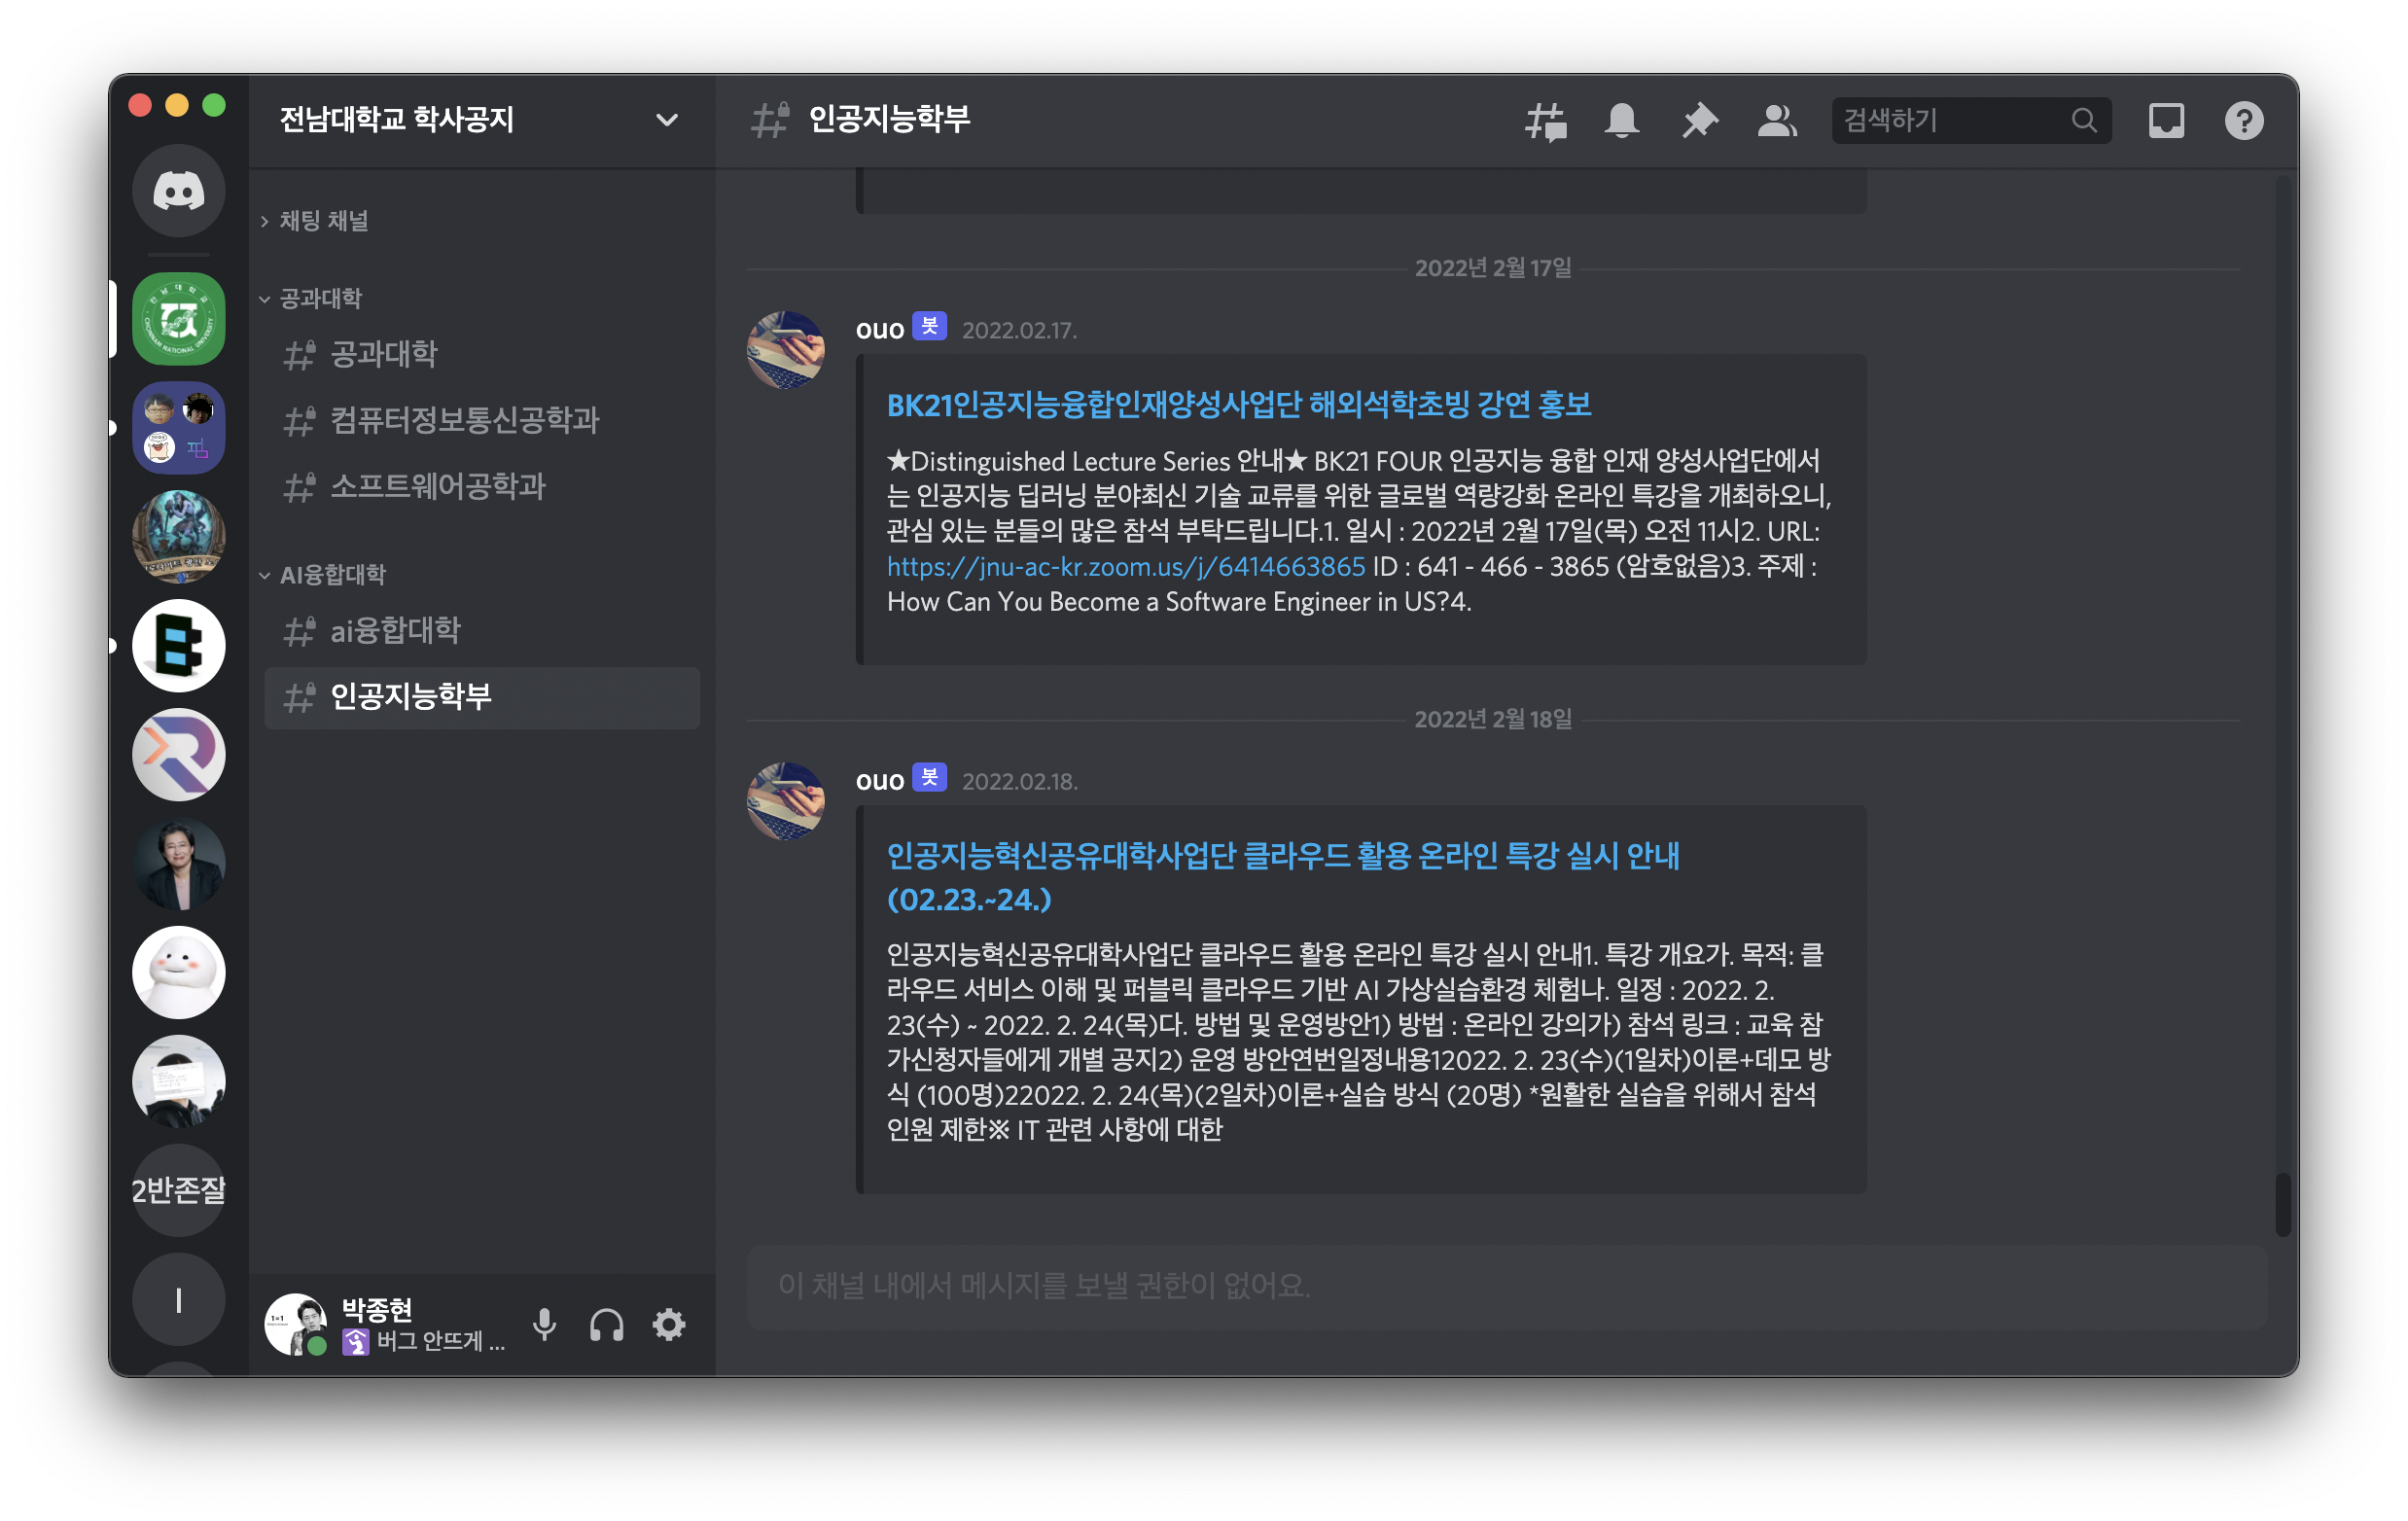 전남대학교 학사공지
인공지능학부
검색하기
채팅 채널
공과대학
공과대학
컴퓨터정보통신공학과
소프트웨어공학과
AI융합대학
ai융합대학
인공지능학부
2반존잘
I
박종현
버그 안뜨게 ...
2022년 2월 17일
ouo 봇 2022.02.17.
BK21인공지능융합인재양성사업단 해외석학초빙 강연 홍보
★Distinguished Lecture Series 안내★ BK21 FOUR 인공지능 융합 인재 양성사업단에서
는 인공지능 딥러닝 분야최신 기술 교류를 위한 글로벌 역량강화 온라인 특강을 개최하오니,
관심 있는 분들의 많은 참석 부탁드립니다.1. 일시 : 2022년 2월 17일(목) 오전 11시2. URL:
https://jnu-ac-kr.zoom.us/j/6414663865 ID : 641 - 466 - 3865 (암호없음)3. 주제 :
How Can You Become a Software Engineer in US?4.
2022년 2월 18일
ouo 봇 2022.02.18.
인공지능혁신공유대학사업단 클라우드 활용 온라인 특강 실시 안내
(02.23.~24.)
인공지능혁신공유대학사업단 클라우드 활용 온라인 특강 실시 안내1. 특강 개요가. 목적: 클
라우드 서비스 이해 및 퍼블릭 클라우드 기반 AI 가상실습환경 체험나. 일정 : 2022. 2.
23(수) ~ 2022. 2. 24(목)다. 방법 및 운영방안1) 방법 : 온라인 강의가) 참석 링크 : 교육 참
가신청자들에게 개별 공지2) 운영 방안연번일정내용12022. 2. 23(수)(1일차)이론+데모 방
식 (100명)22022. 2. 24(목)(2일차)이론+실습 방식 (20명) *원활한 실습을 위해서 참석
인원 제한※ IT 관련 사항에 대한
이 채널 내에서 메시지를 보낼 권한이 없어요.
전남대학교
CHONNAM NATIONAL UNIVERSITY
1=1